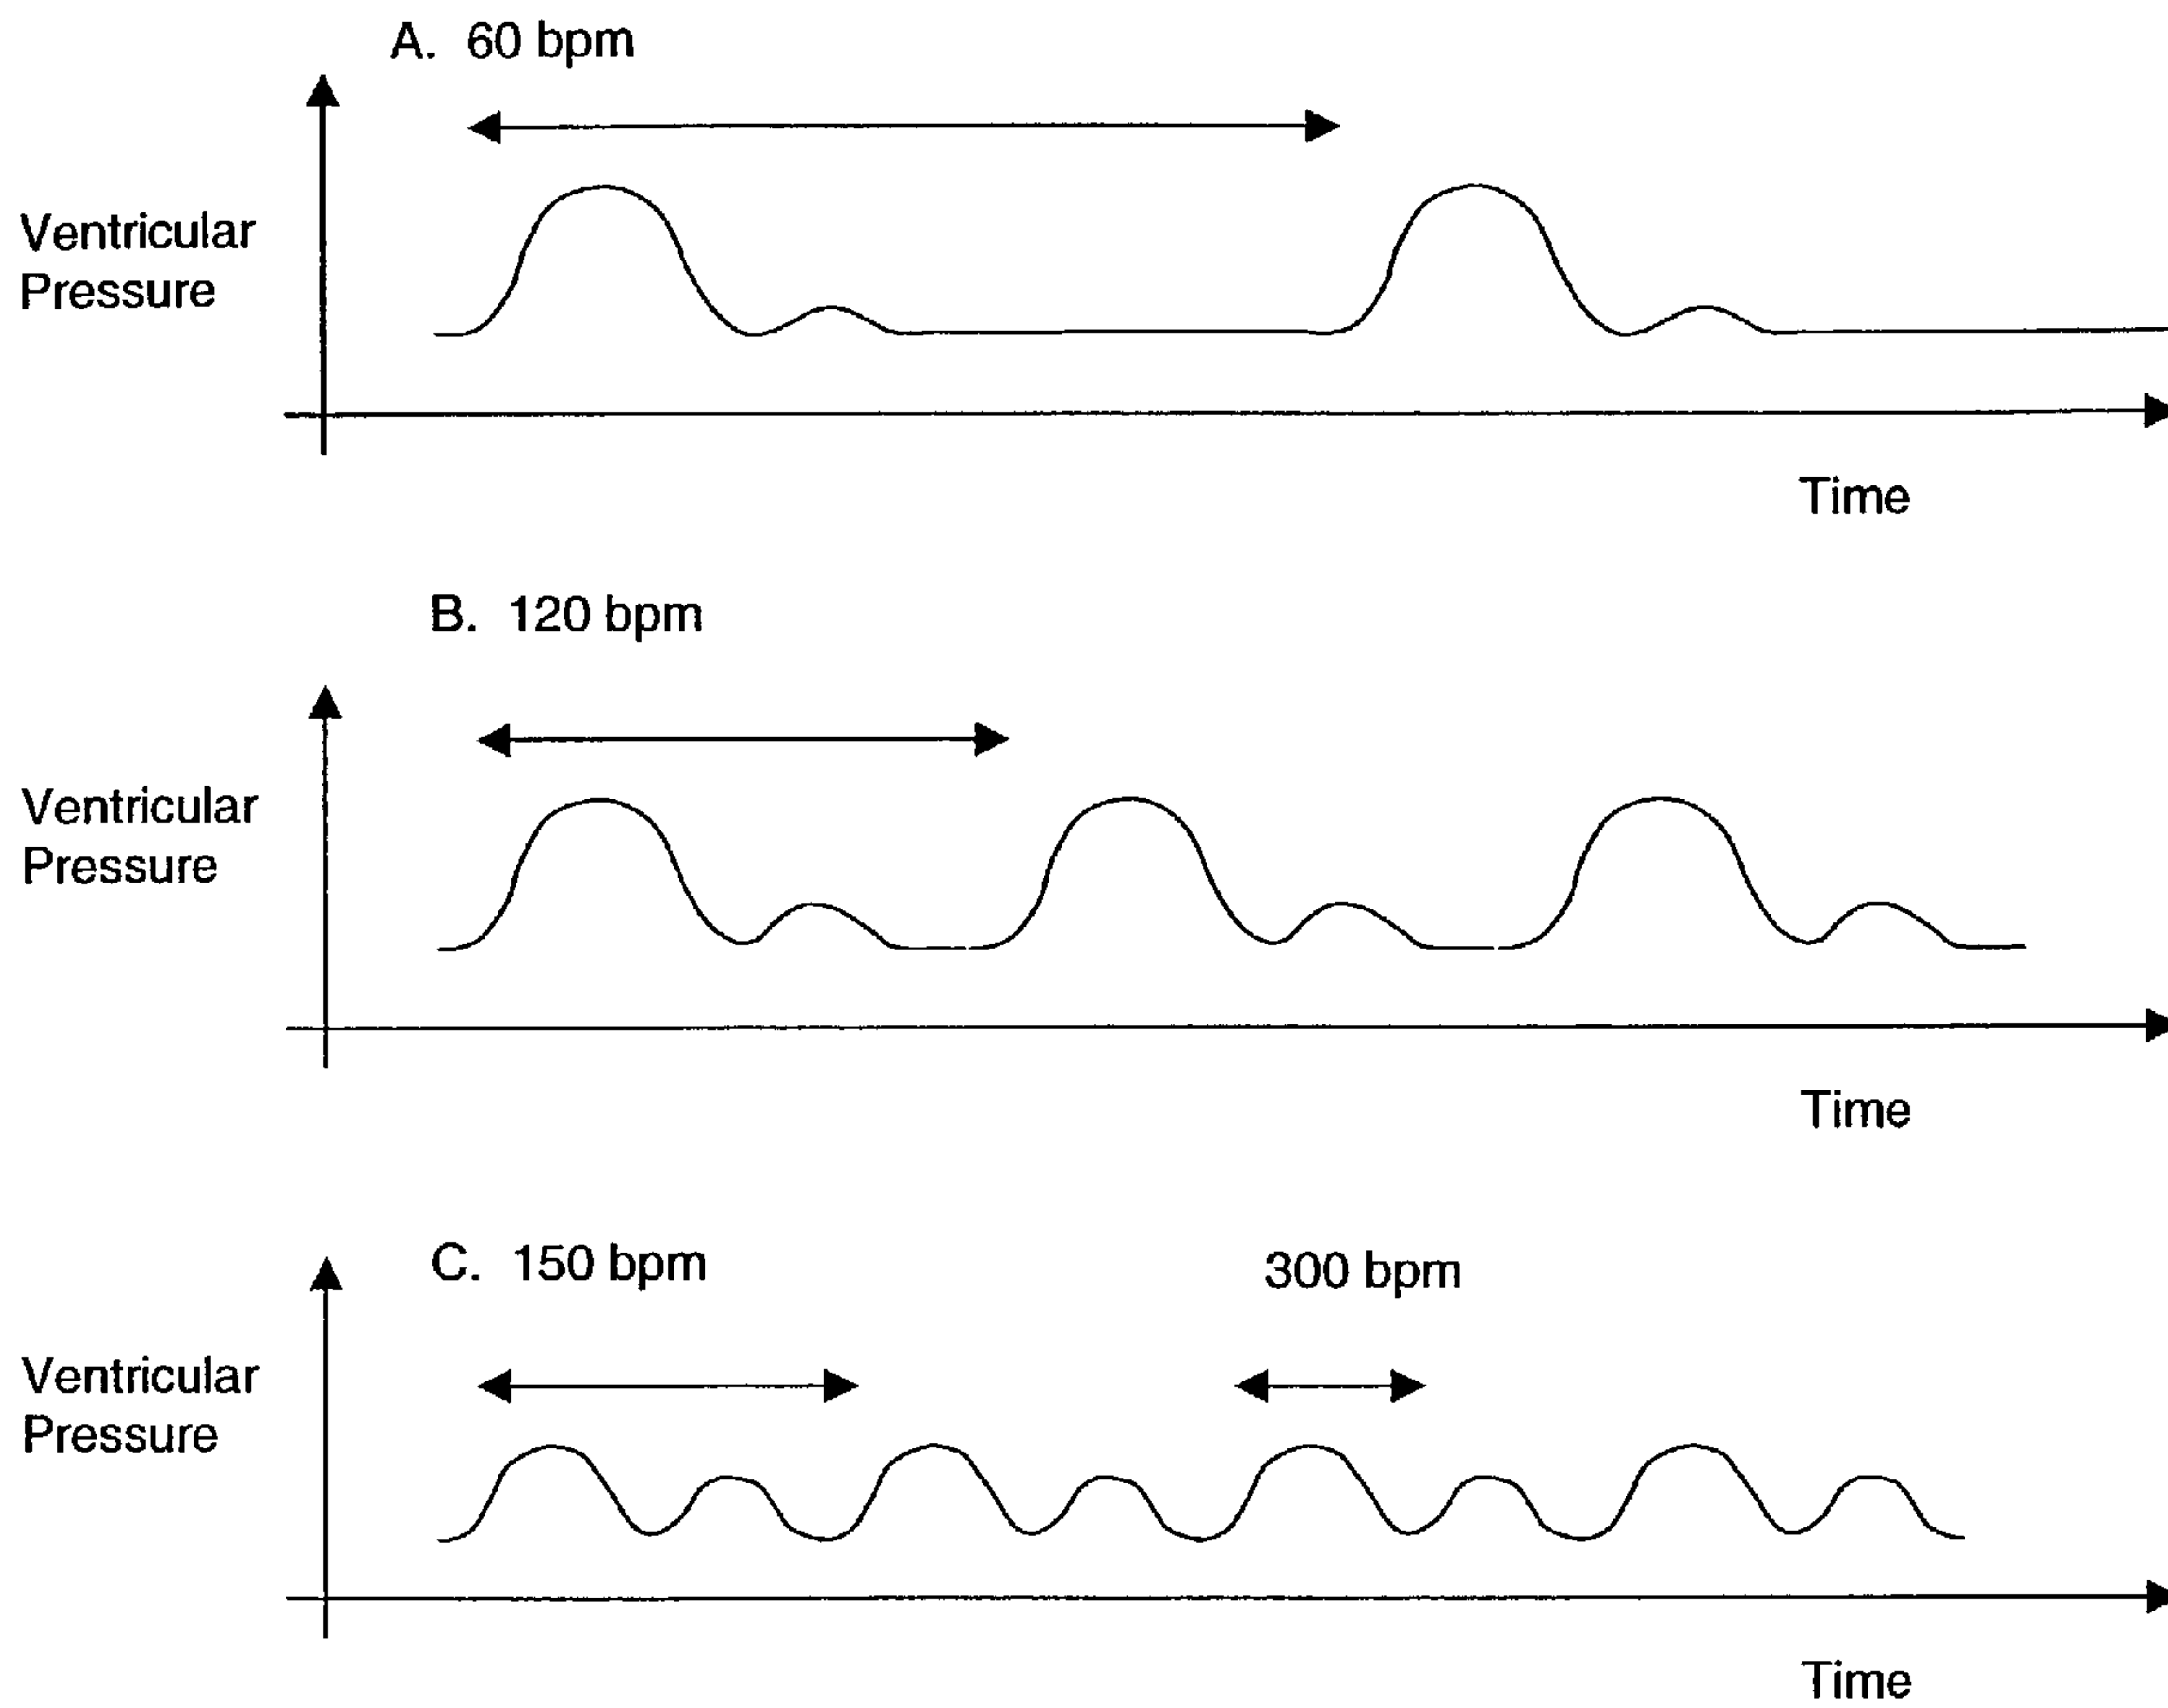 A. 60 bpm
Ventricular
Pressure
Time
B. 120 bpm
Ventricular
Pressure
Time
C. 150 bpm
300 bpm
Ventricular
Pressure
Time